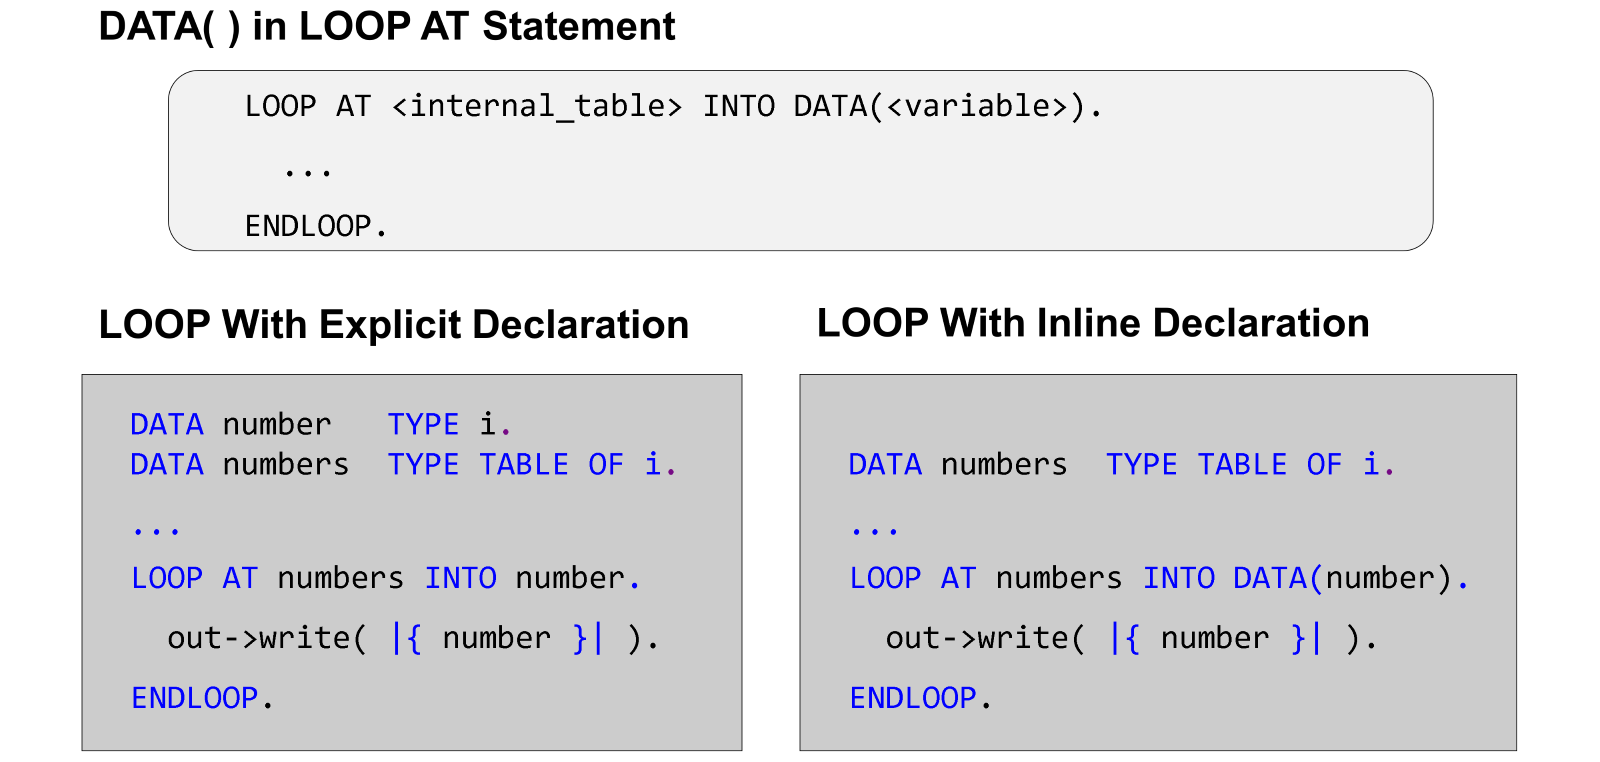 DATA( ) in LOOP AT Statement
LOOP AT <internal_table> INTO DATA(<variable>).
...
ENDLOOP.
LOOP With Explicit Declaration
DATA number   TYPE i.
DATA numbers  TYPE TABLE OF i.
...
LOOP AT numbers INTO number.
out->write( |{ number }| ).
ENDLOOP.
LOOP With Inline Declaration
DATA numbers  TYPE TABLE OF i.
...
LOOP AT numbers INTO DATA(number).
out->write( |{ number }| ).
ENDLOOP.